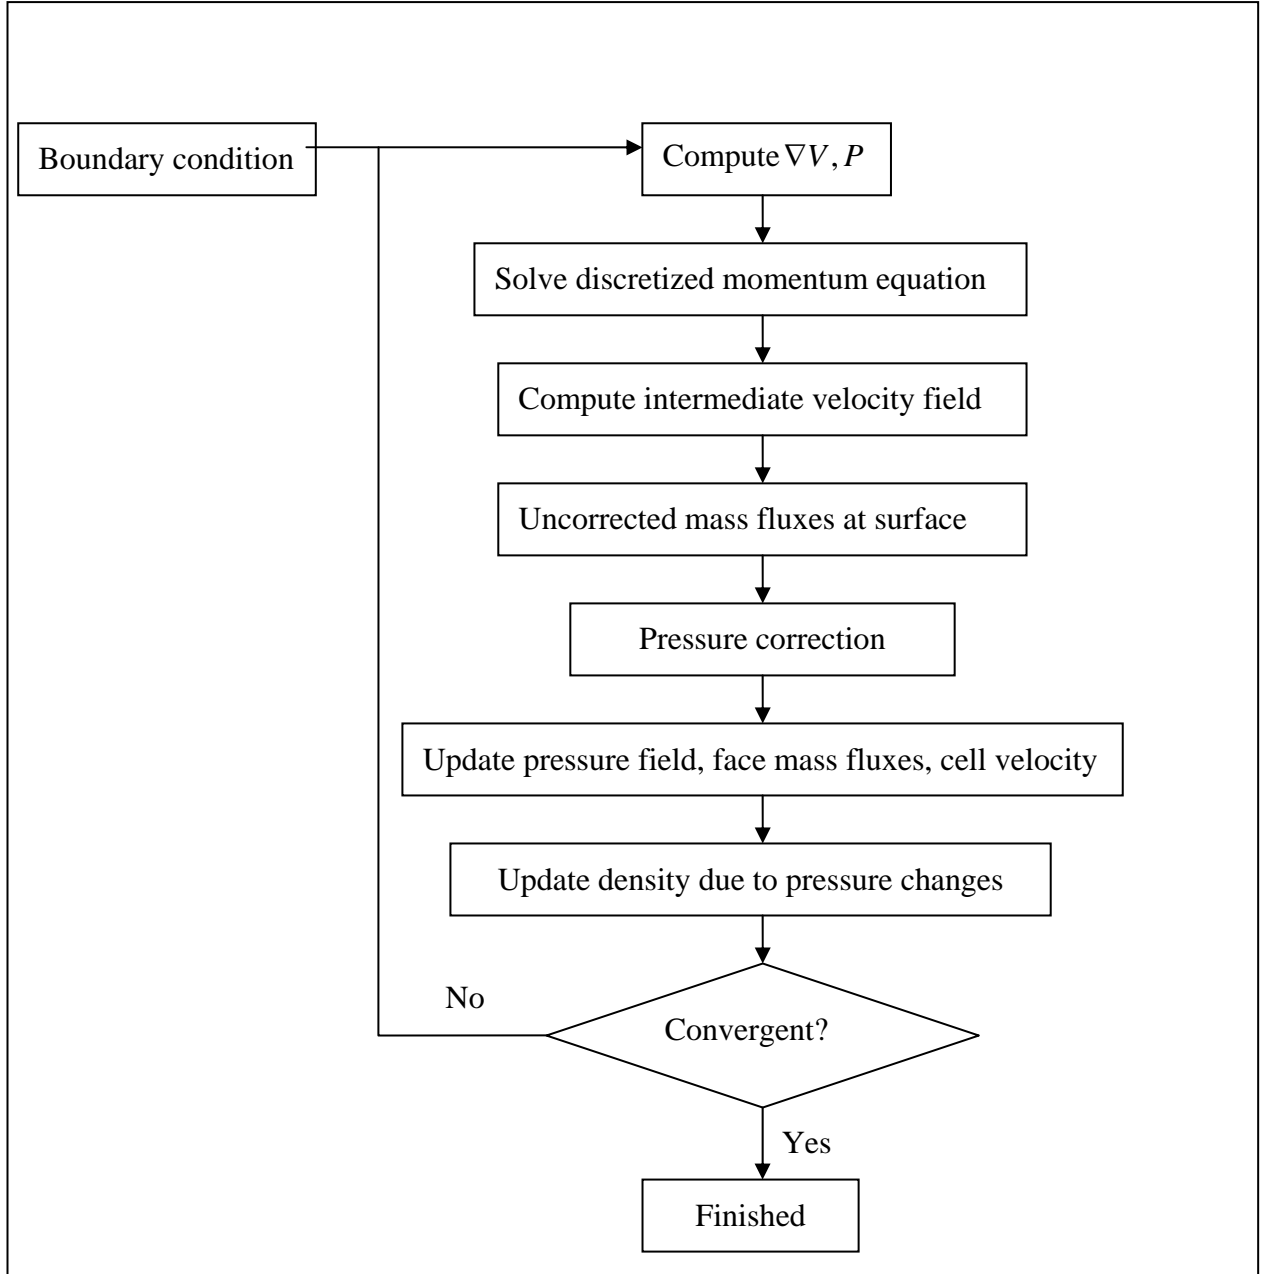 Boundary condition
Compute ∇V, P
Solve discretized momentum equation
Compute intermediate velocity field
Uncorrected mass fluxes at surface
Pressure correction
Update pressure field, face mass fluxes, cell velocity
Update density due to pressure changes
No
Convergent?
Yes
Finished